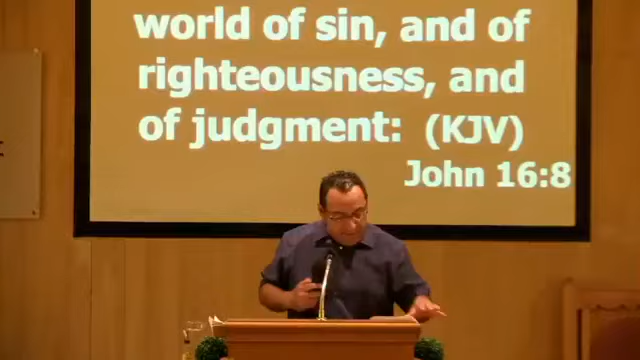 world of sin, and of
righteousness, and
of judgment: (KJV)
John 16:8